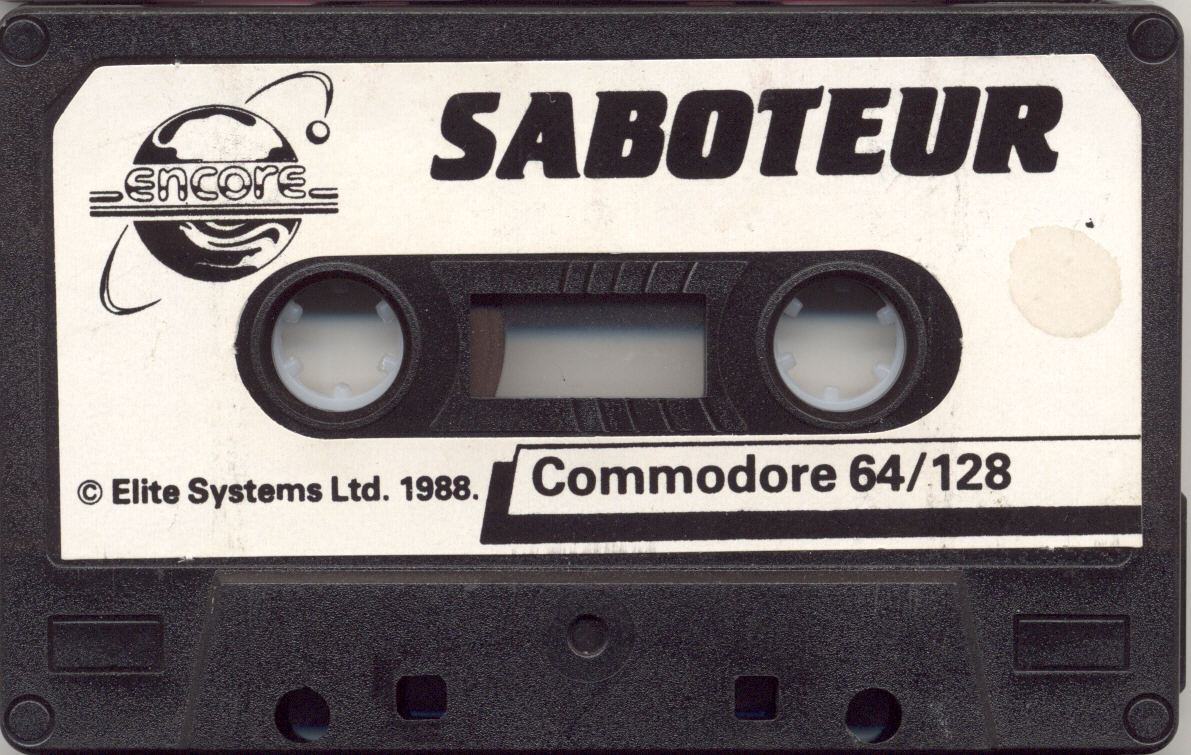 SABOTEUR
encore
Commodore 64/128
© Elite Systems Ltd. 1988.